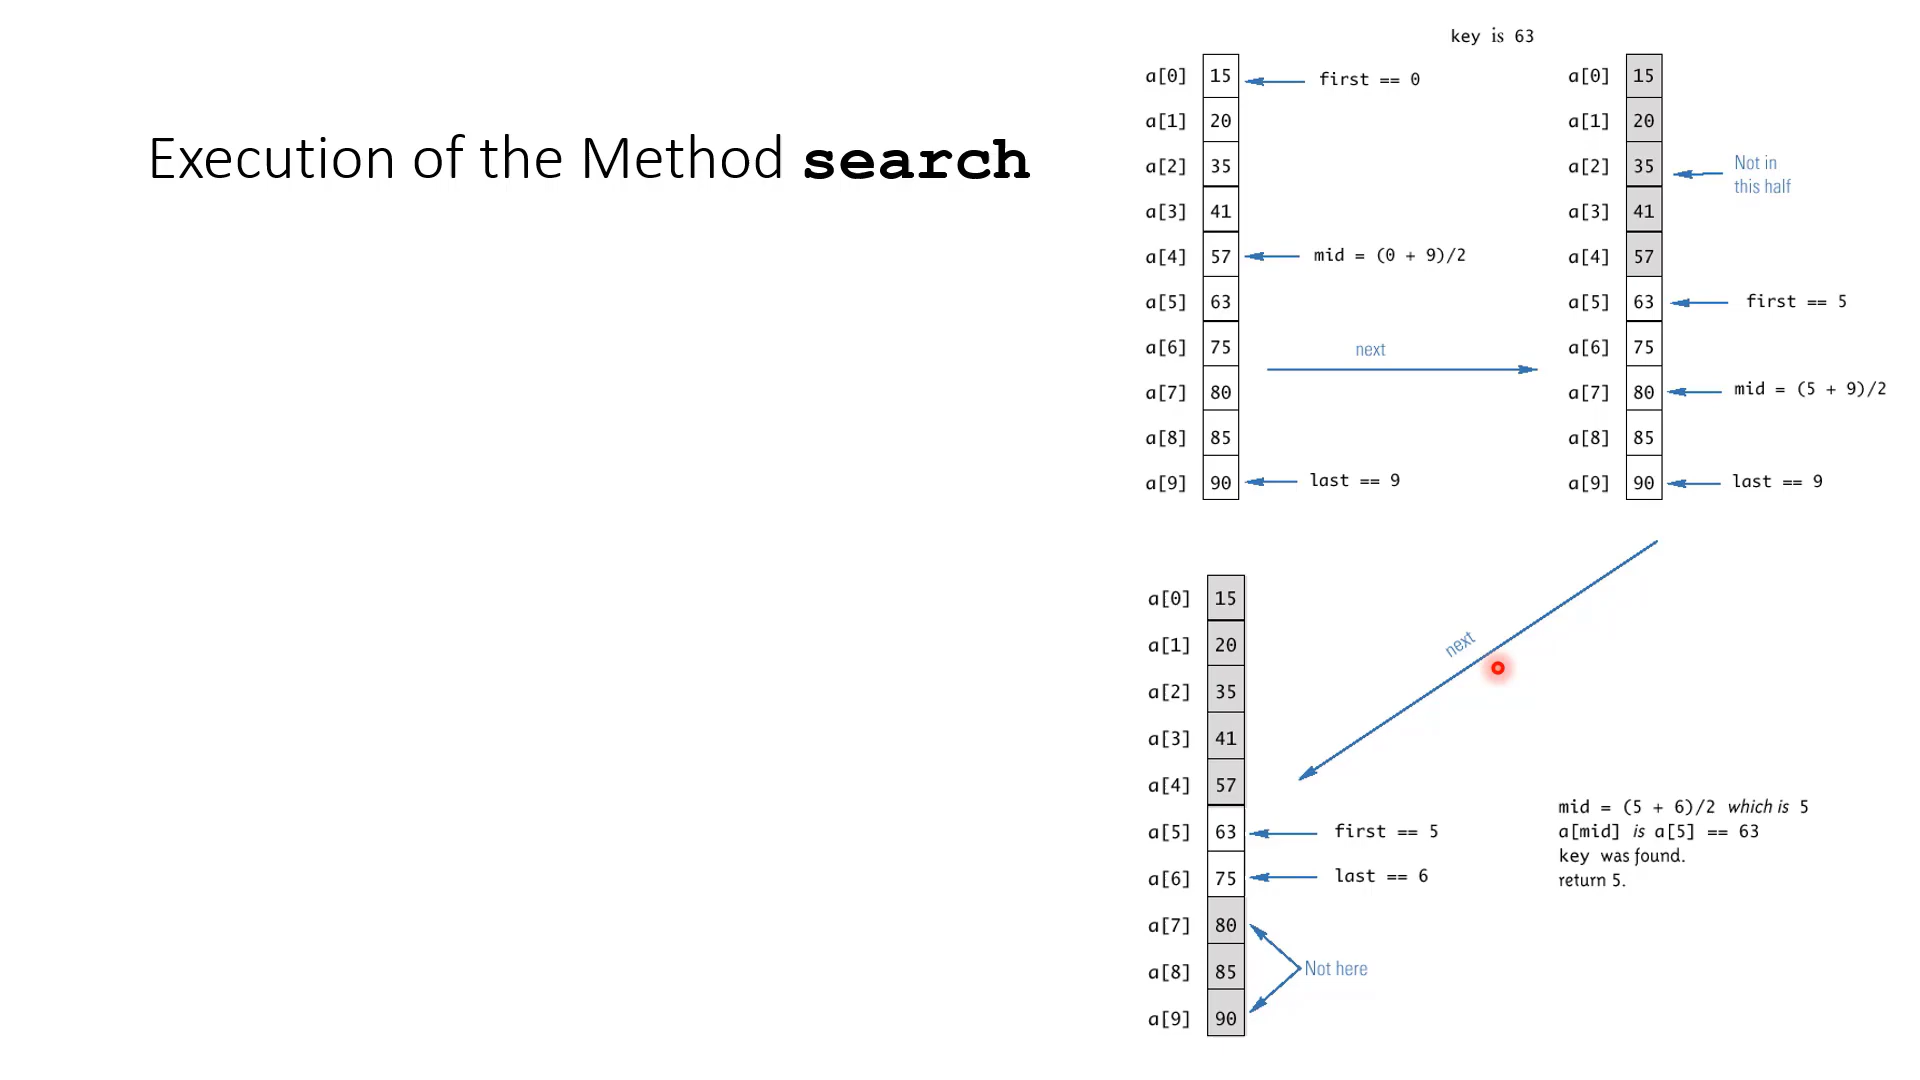 Execution of the Method search
key is 63
a[0] 15 first == 0
a[1] 20
a[2] 35
a[3] 41
a[4] 57 mid = (0 + 9)/2
a[5] 63
a[6] 75
a[7] 80
a[8] 85
a[9] 90 last == 9
next
a[0] 15
a[1] 20
a[2] 35 Not in
this half
a[3] 41
a[4] 57
a[5] 63 first == 5
a[6] 75
a[7] 80 mid = (5 + 9)/2
a[8] 85
a[9] 90 last == 9
next
a[0] 15
a[1] 20
a[2] 35
a[3] 41
a[4] 57
a[5] 63 first == 5
a[6] 75 last == 6
a[7] 80
a[8] 85 Not here
a[9] 90
mid = (5 + 6)/2 which is 5
a[mid] is a[5] == 63
key was found.
return 5.